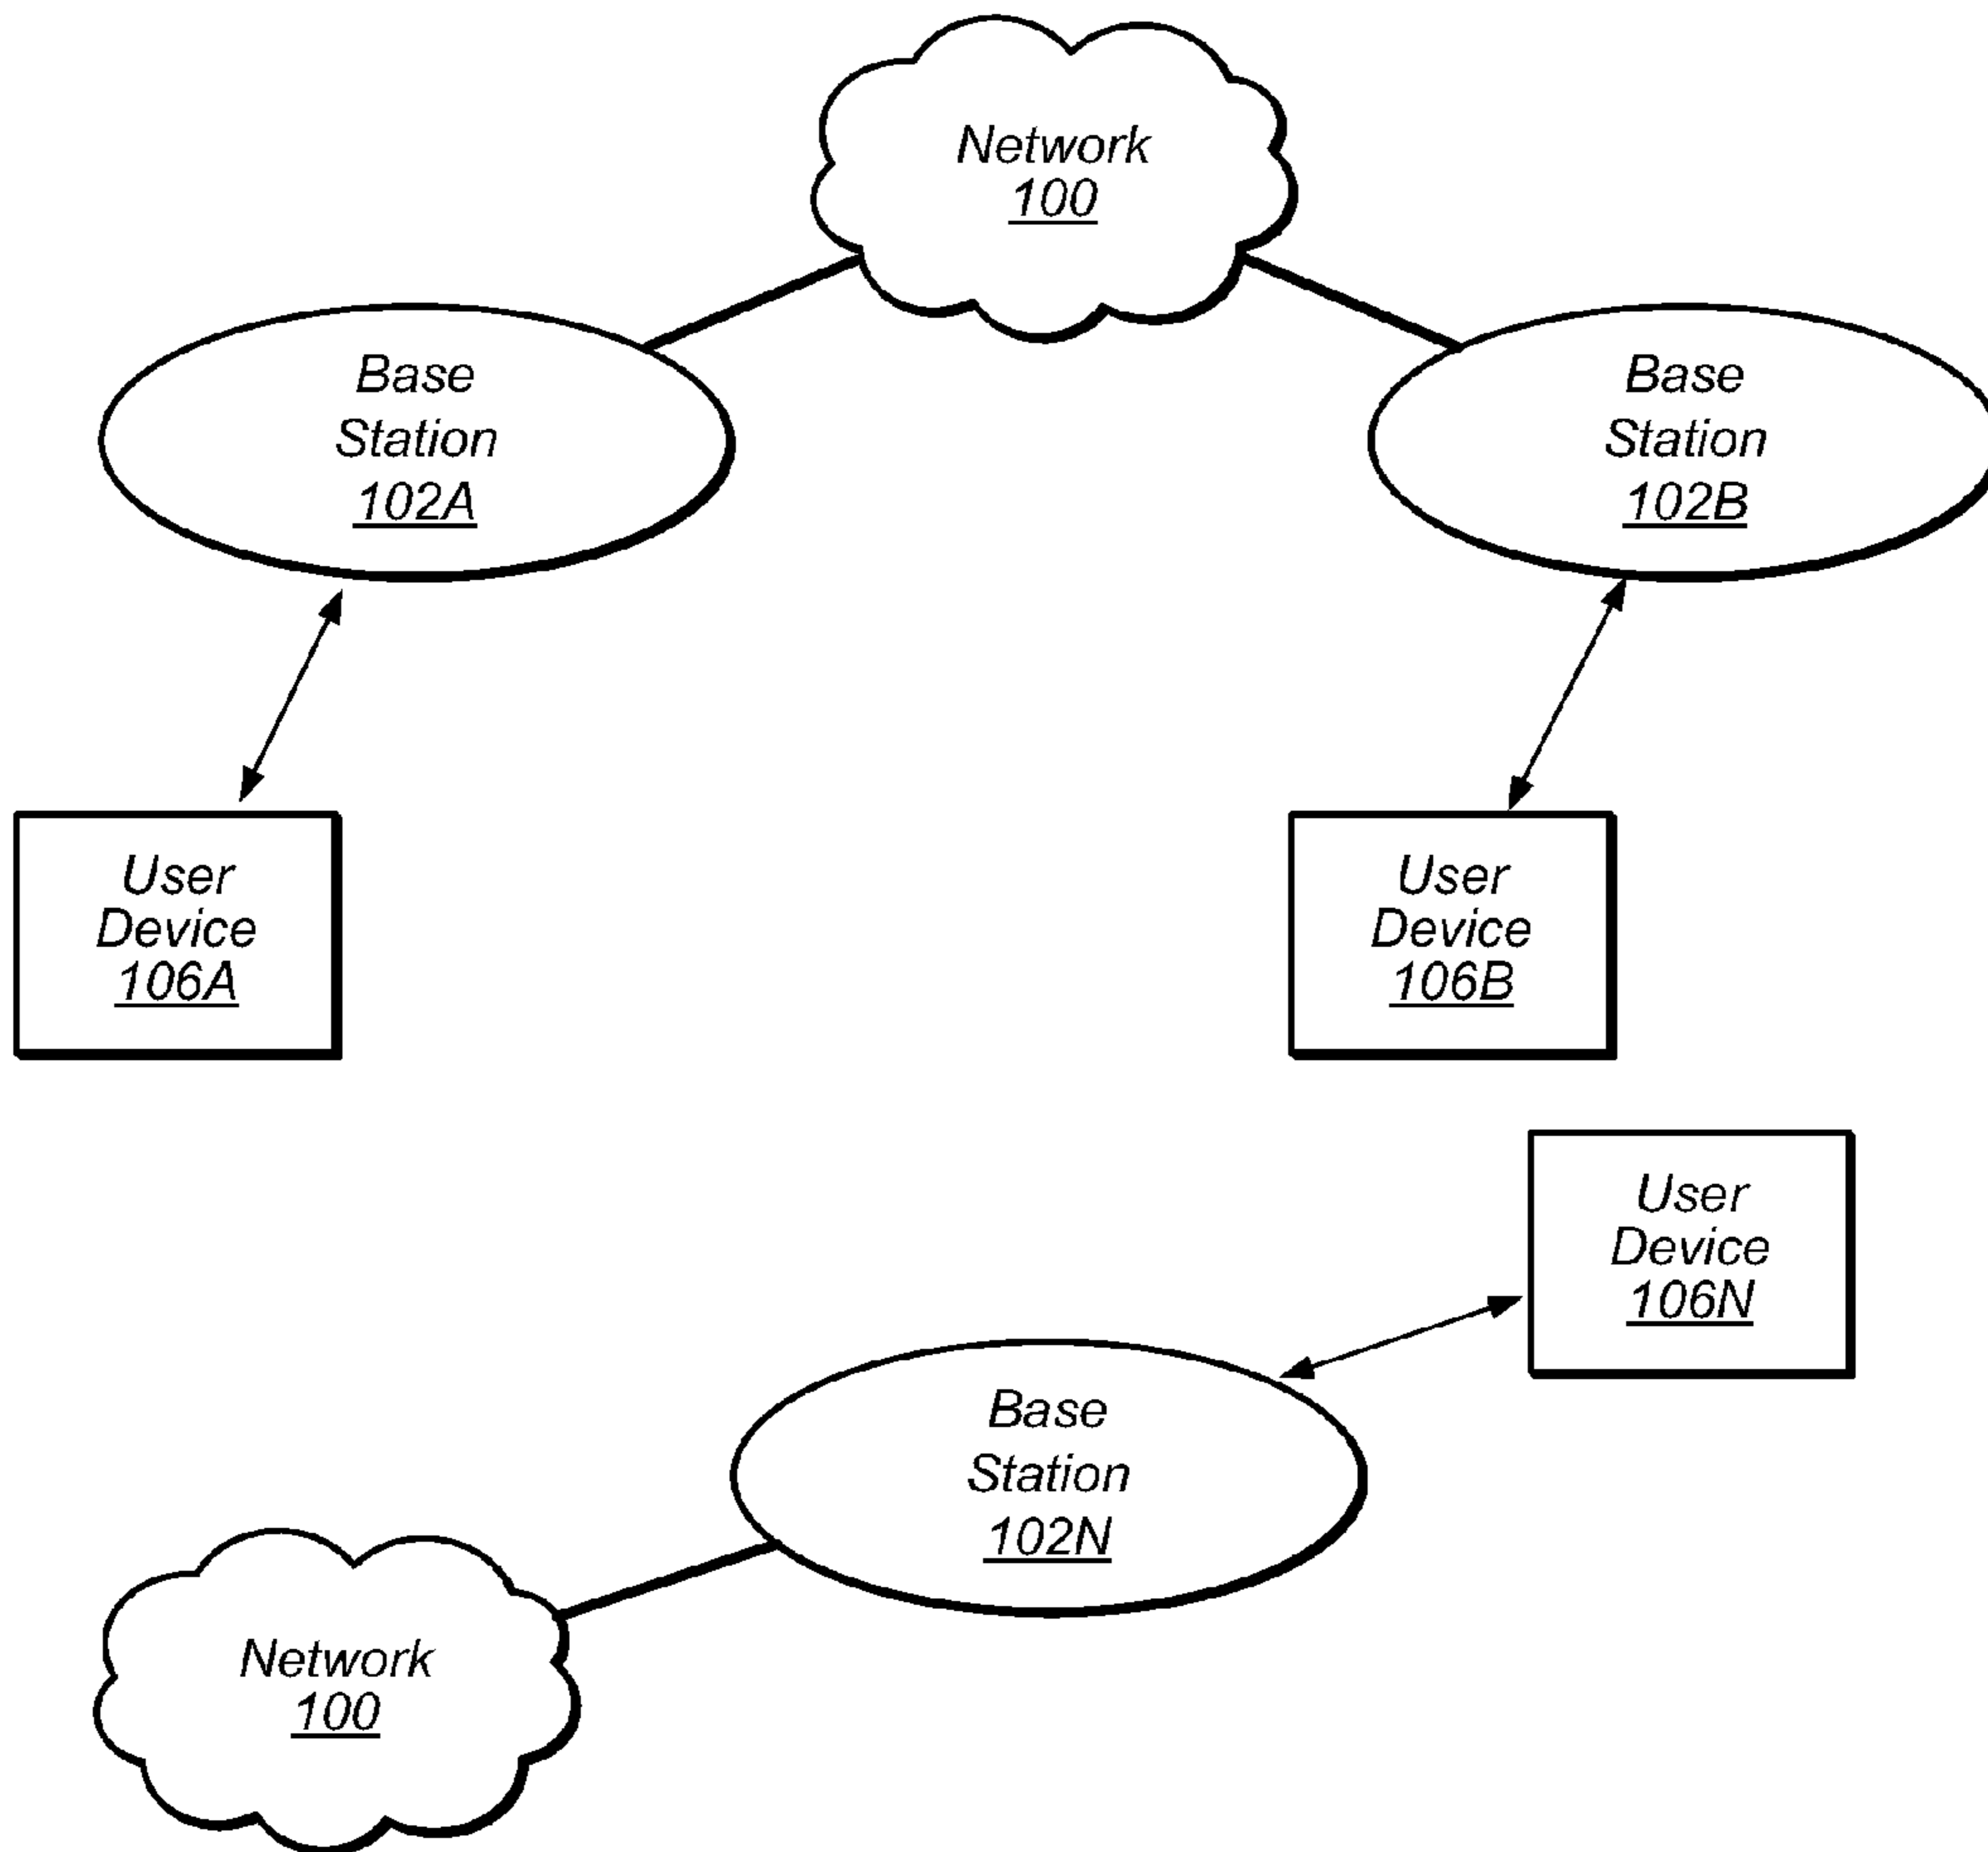 Network
100
Base
Station
102A
Base
Station
102B
User
Device
106A
User
Device
106B
User
Device
106N
Base
Station
102N
Network
100